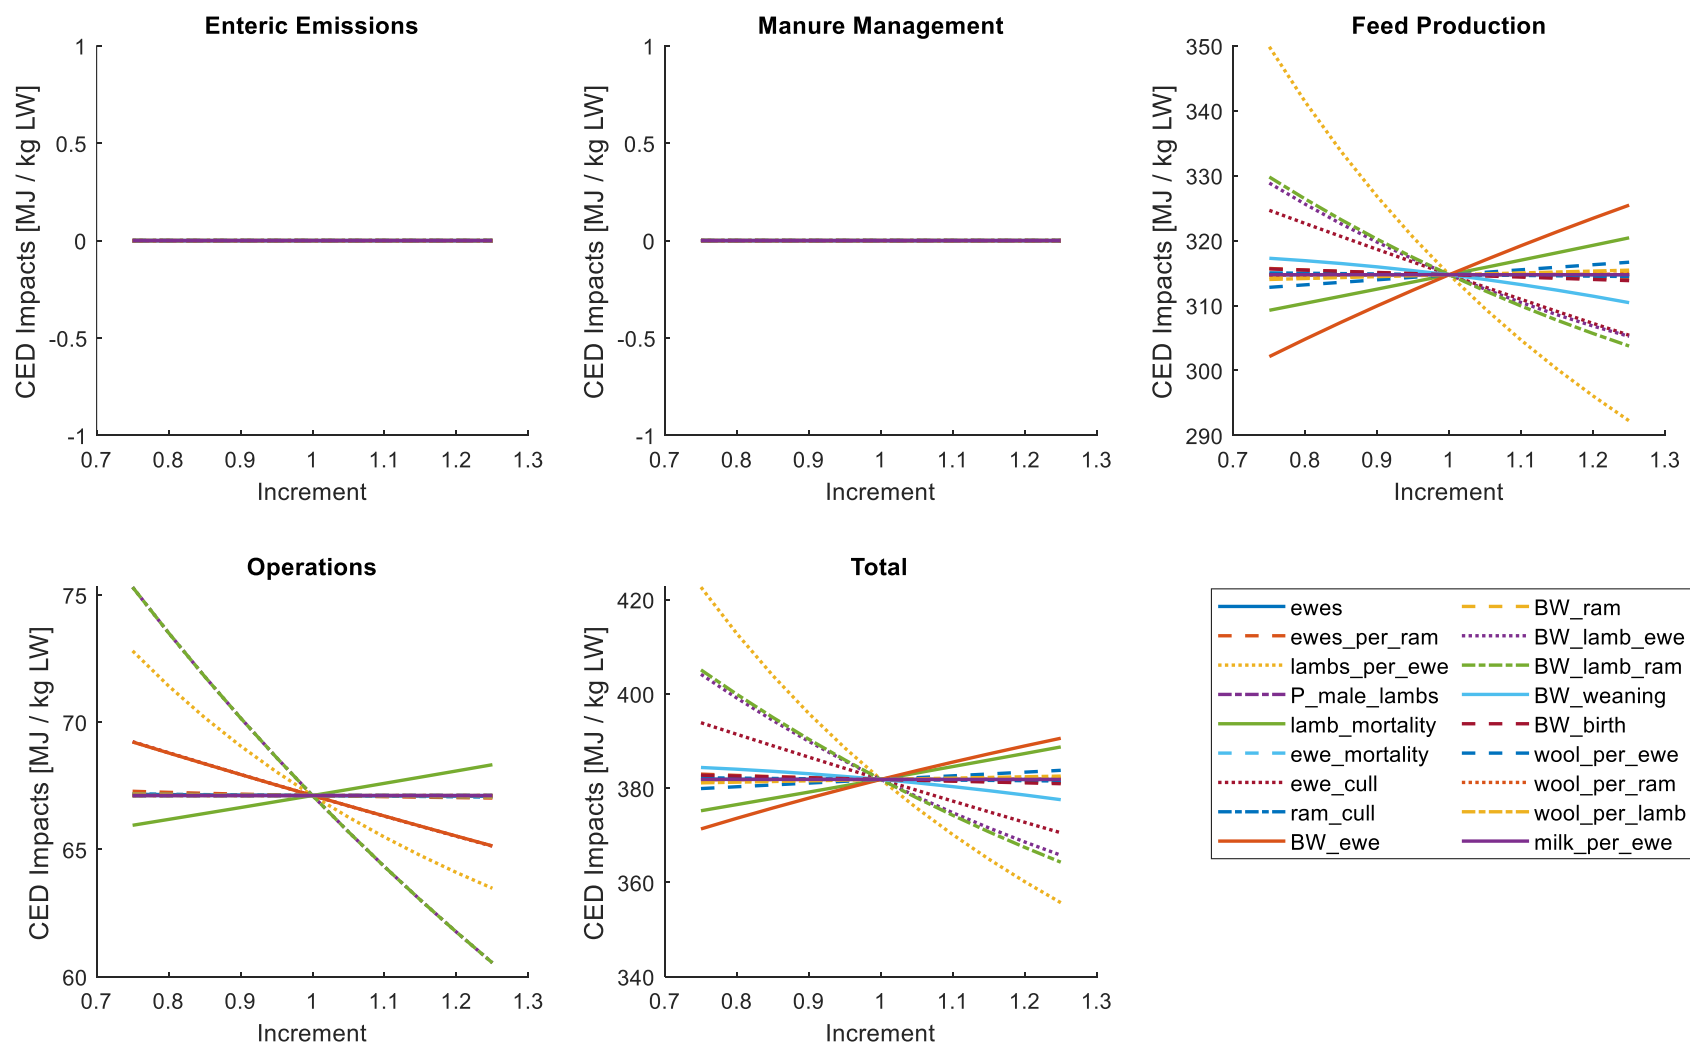 Enteric Emissions
CED Impacts [MJ / kg LW]
1
0.5
0
-0.5
-1
0.7 0.8 0.9 1 1.1 1.2 1.3
Increment
Manure Management
CED Impacts [MJ / kg LW]
1
0.5
0
-0.5
-1
0.7 0.8 0.9 1 1.1 1.2 1.3
Increment
Feed Production
CED Impacts [MJ / kg LW]
350
340
330
320
310
300
290
0.7 0.8 0.9 1 1.1 1.2 1.3
Increment
Operations
CED Impacts [MJ / kg LW]
75
70
65
60
0.7 0.8 0.9 1 1.1 1.2 1.3
Increment
Total
CED Impacts [MJ / kg LW]
420
400
380
360
340
0.7 0.8 0.9 1 1.1 1.2 1.3
Increment
ewes
ewes_per_ram
lambs_per_ewe
P_male_lambs
lamb_mortality
ewe_mortality
ewe_cull
ram_cull
BW_ewe
BW_ram
BW_lamb_ewe
BW_lamb_ram
BW_weaning
BW_birth
wool_per_ewe
wool_per_ram
wool_per_lamb
milk_per_ewe